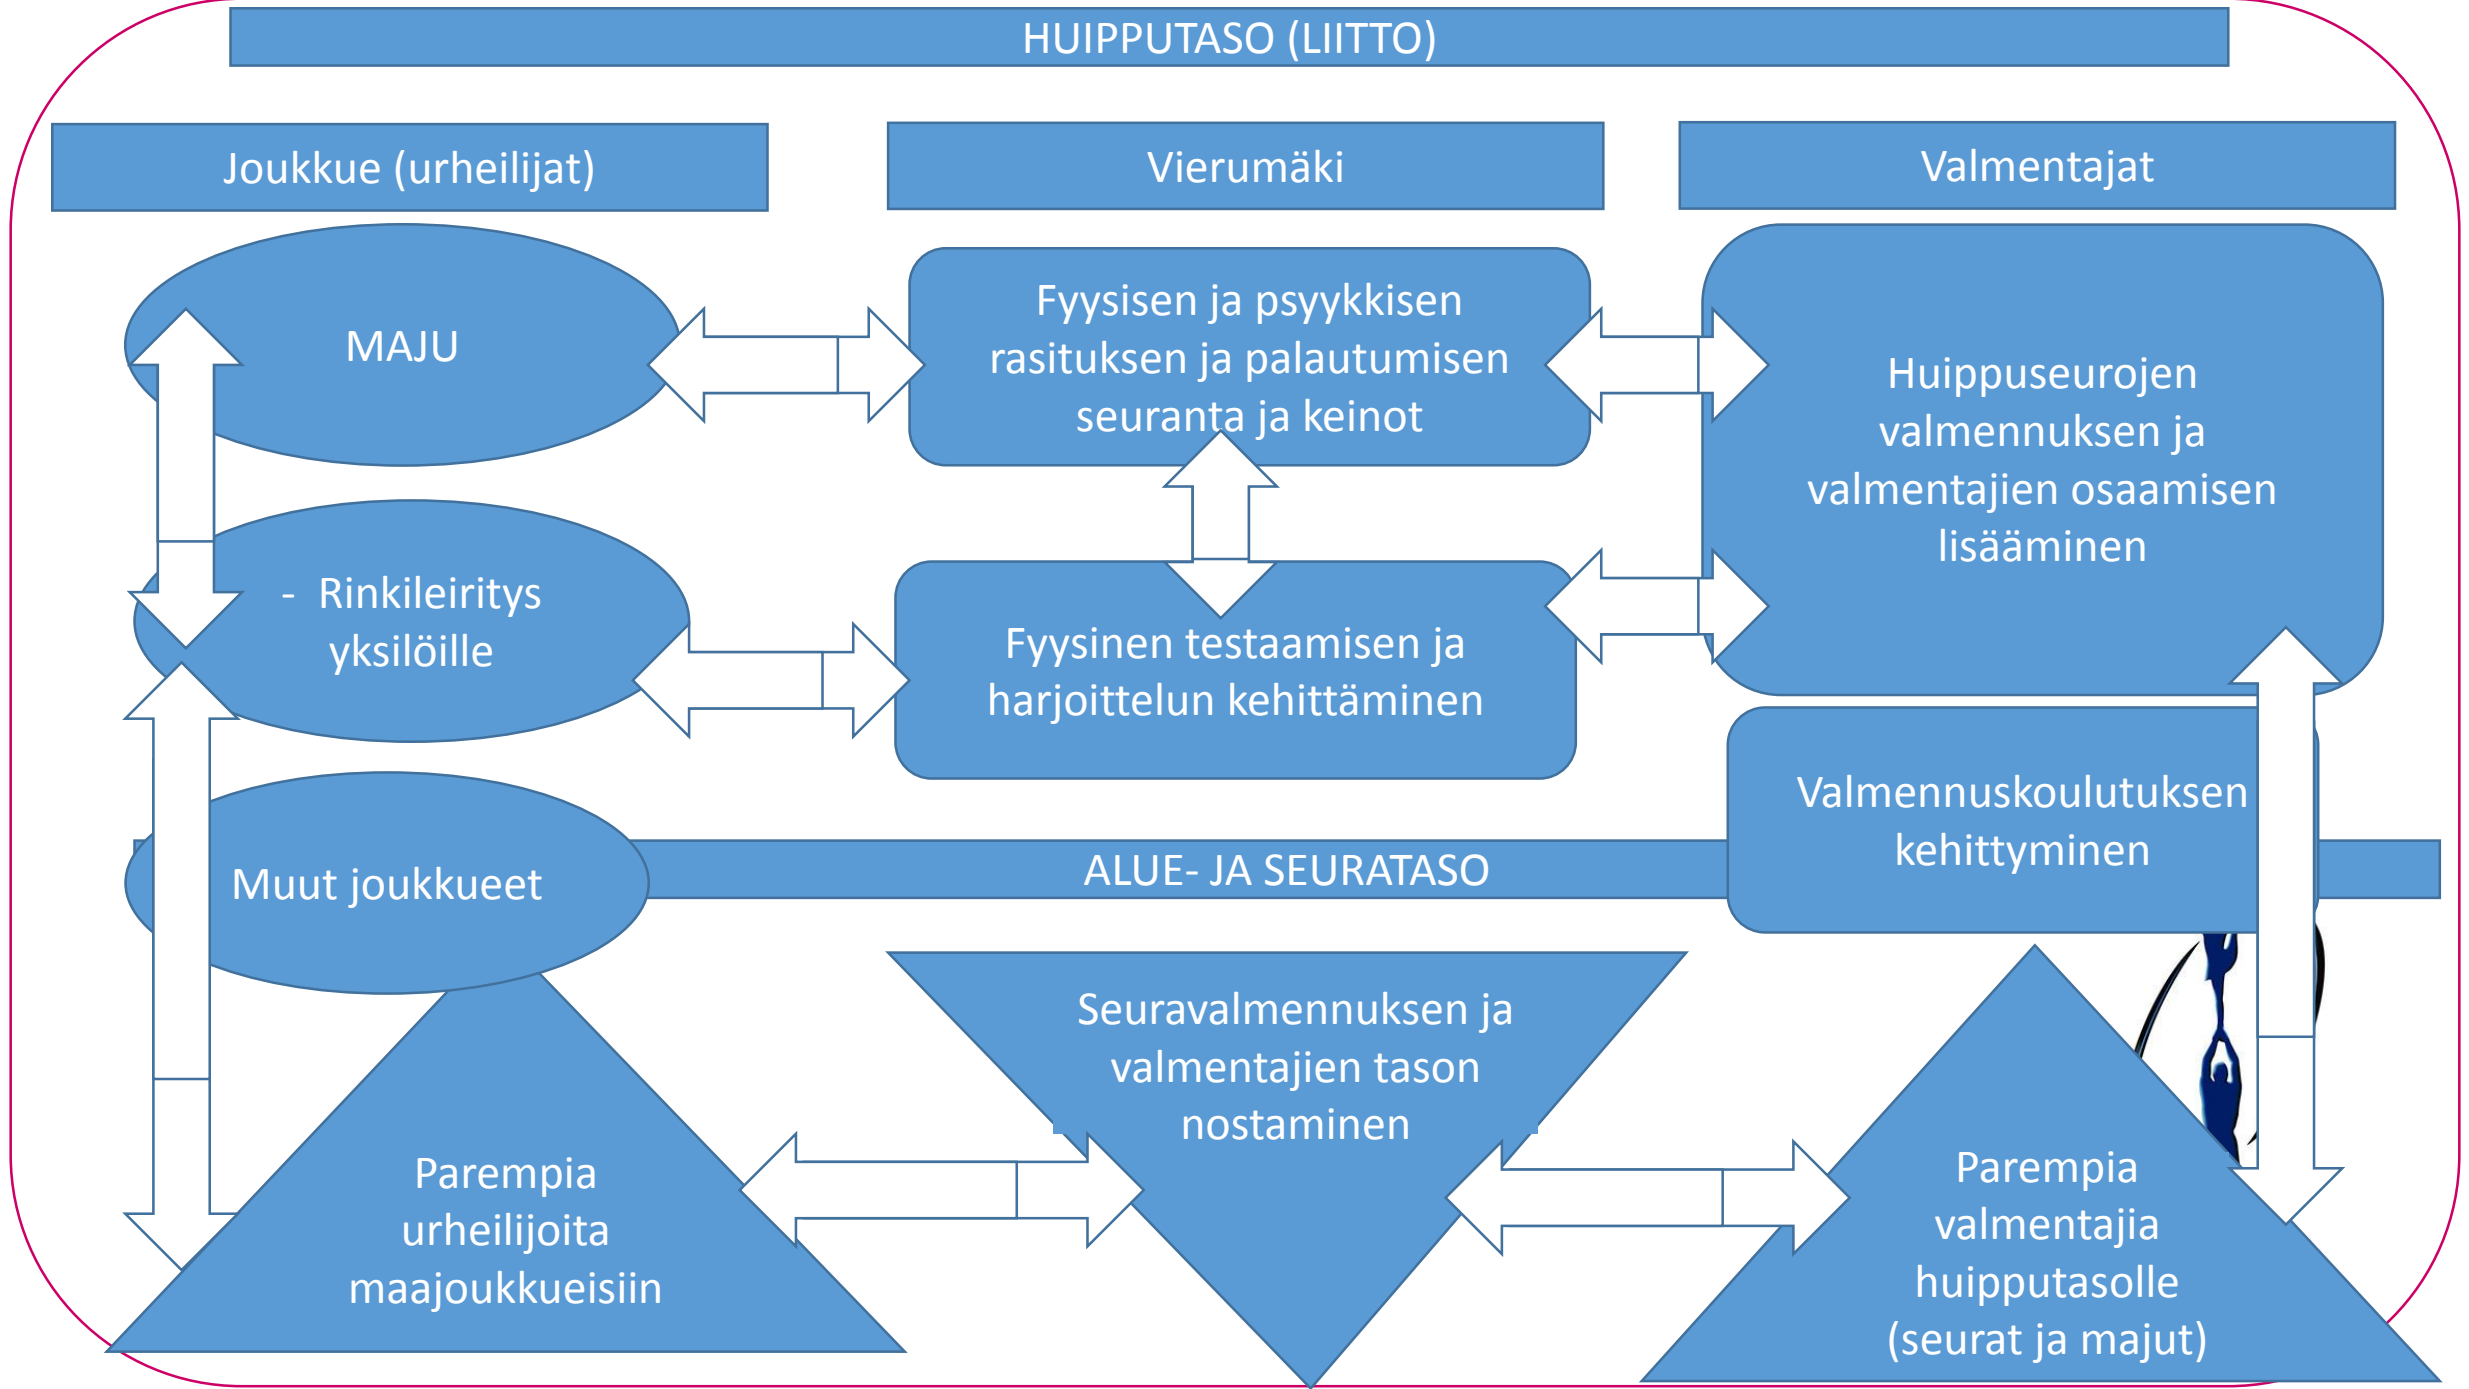 HUIPPUTASO (LIITTO)
Joukkue (urheilijat)
Vierumäki
Valmentajat
MAJU
Fyysisen ja psyykkisen
rasituksen ja palautumisen
seuranta ja keinot
Huippuseurojen
valmennuksen ja
valmentajien osaamisen
lisääminen
- Rinkileiritys
yksilöille
Fyysinen testaamisen ja
harjoittelun kehittäminen
Valmennuskoulutuksen
kehittyminen
Muut joukkueet
ALUE- JA SEURATASO
Seuravalmennuksen ja
valmentajien tason
nostaminen
Parempia
urheilijoita
maajoukkueisiin
Parempia
valmentajia
huipputasolle
(seurat ja majut)